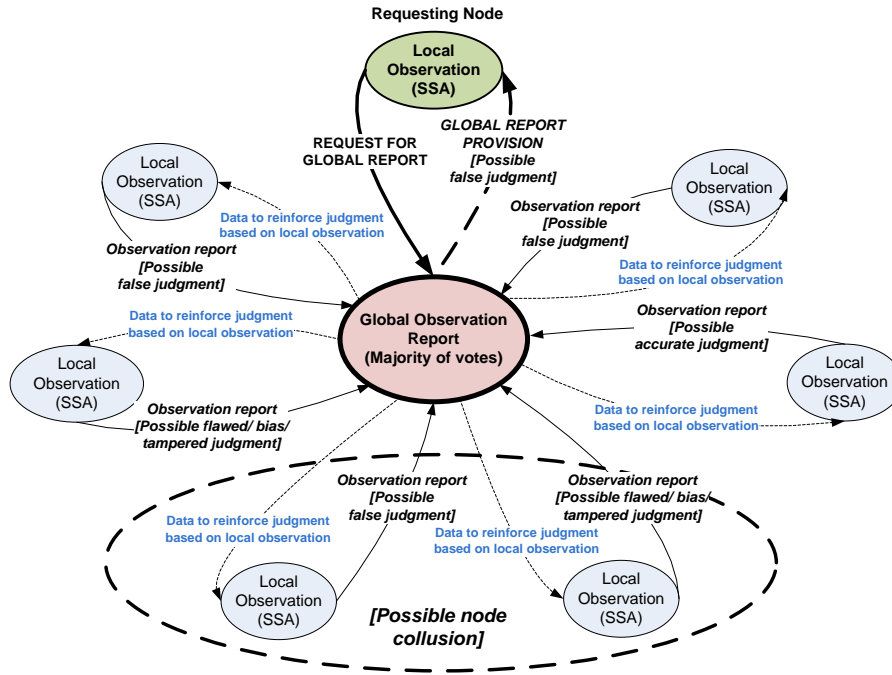 Requesting Node
Local
Observation
(SSA)
REQUEST FOR
GLOBAL REPORT
GLOBAL REPORT
PROVISION
[Possible
false judgment]
Local
Observation
(SSA)
Data to reinforce judgment
based on local observation
Observation report
[Possible
false judgment]
Local
Observation
(SSA)
Observation report
[Possible
false judgment]
Data to reinforce judgment
based on local observation
Global Observation
Report
(Majority of votes)
Data to reinforce judgment
based on local observation
Local
Observation
(SSA)
Observation report
[Possible flawed/ bias/
tampered judgment]
Observation report
[Possible
accurate judgment]
Local
Observation
(SSA)
Data to reinforce judgment
based on local observation
Observation report
[Possible
false judgment]
Data to reinforce judgment
based on local observation
Local
Observation
(SSA)
Observation report
[Possible flawed/ bias/
tampered judgment]
Data to reinforce judgment
based on local observation
Local
Observation
(SSA)
[Possible node
collusion]